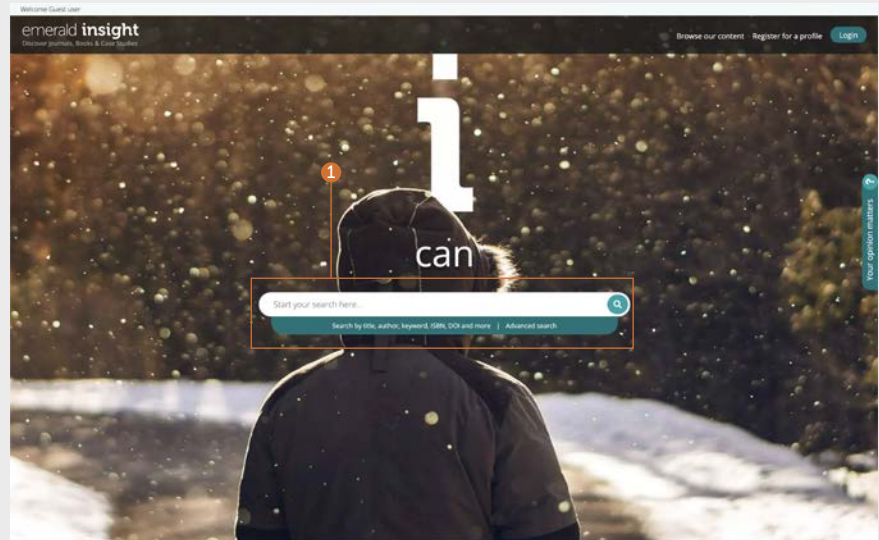 Welcome Guest user
emerald insight
Discover Journals, Books & Case Studies
Browse our content
Register for a profile
Login
i
1
can
Your opinion matters ?
Start your search here...
Search by title, author, keyword, ISBN, DOI and more | Advanced search